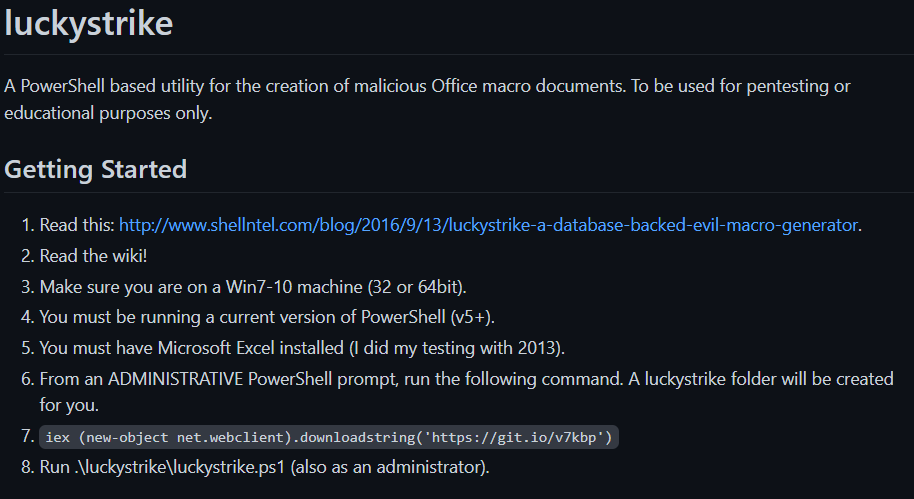 luckystrike
A PowerShell based utility for the creation of malicious Office macro documents. To be used for pentesting or
educational purposes only.
Getting Started
1. Read this: http://www.shellntel.com/blog/2016/9/13/luckystrike-a-database-backed-evil-macro-generator.
2. Read the wiki!
3. Make sure you are on a Win7-10 machine (32 or 64bit).
4. You must be running a current version of PowerShell (v5+).
5. You must have Microsoft Excel installed (I did my testing with 2013).
6. From an ADMINISTRATIVE PowerShell prompt, run the following command. A luckystrike folder will be created
for you.
7. iex (new-object net.webclient).downloadstring('https://git.io/v7kbp')
8. Run .\luckystrike\luckystrike.ps1 (also as an administrator).